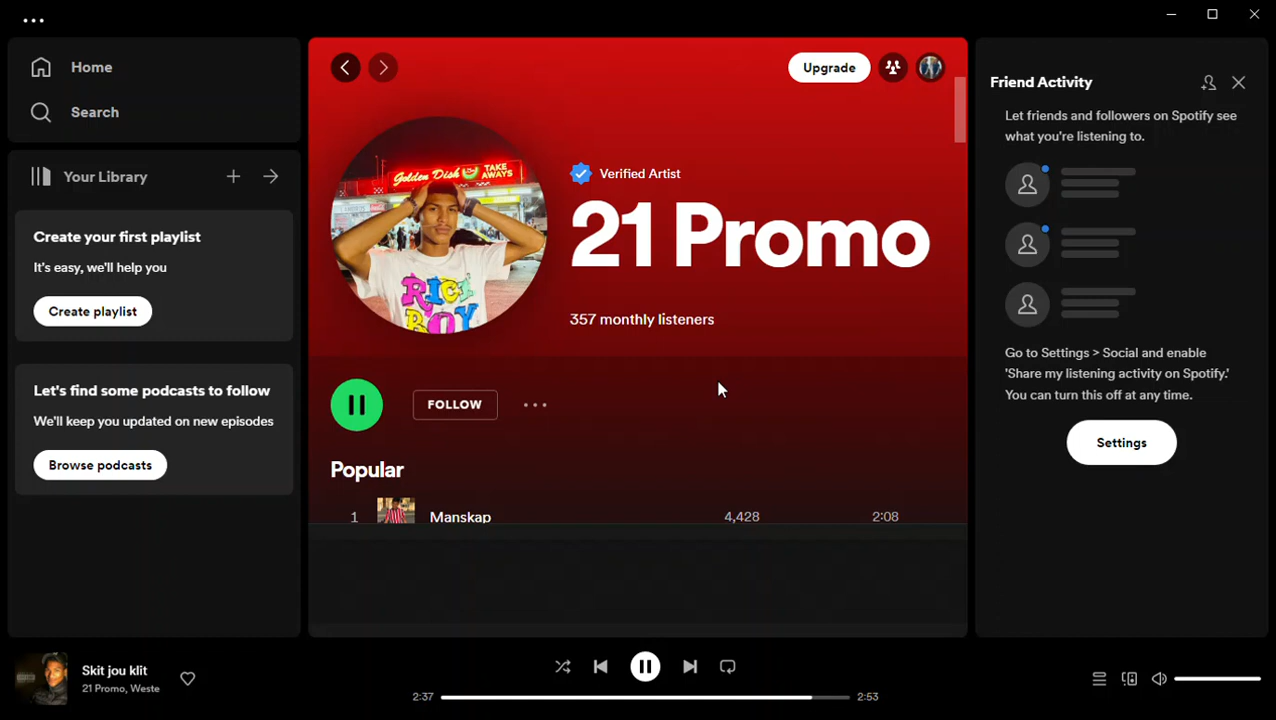 Home
Search
Your Library
Create your first playlist
It's easy, we'll help you
Create playlist
Let's find some podcasts to follow
We'll keep you updated on new episodes
Browse podcasts
Upgrade
Golden Dish TAKE AWAYS
RICH BOY
Verified Artist
21 Promo
357 monthly listeners
FOLLOW
Popular
1 Manskap 4,428 2:08
Friend Activity
Let friends and followers on Spotify see
what you're listening to.
Go to Settings > Social and enable
'Share my listening activity on Spotify.'
You can turn this off at any time.
Settings
Skit jou klit
21 Promo, Weste
2:37
2:53